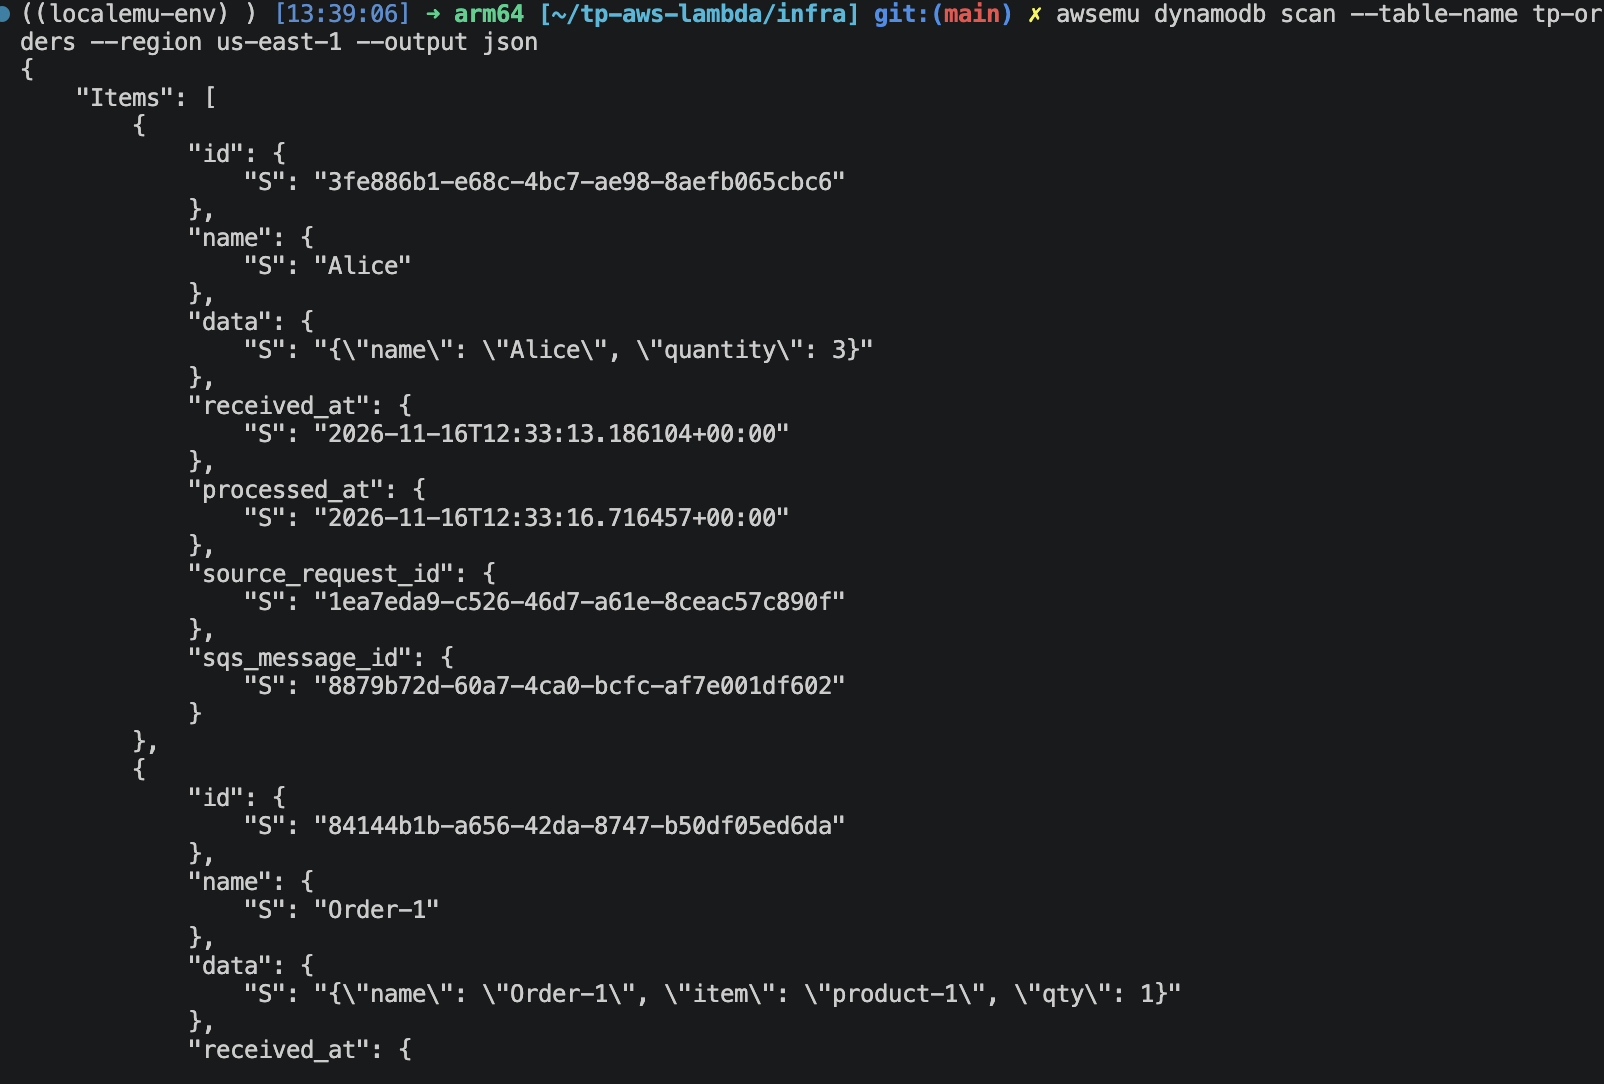 ((localemu-env) ) [13:39:06] → arm64 [~/tp-aws-lambda/infra] git:(main) ✗ awsemu dynamodb scan --table-name tp-or
ders --region us-east-1 --output json
{
    "Items": [
        {
            "id": {
                "S": "3fe886b1-e68c-4bc7-ae98-8aefb065cbc6"
            },
            "name": {
                "S": "Alice"
            },
            "data": {
                "S": "{\"name\": \"Alice\", \"quantity\": 3}"
            },
            "received_at": {
                "S": "2026-11-16T12:33:13.186104+00:00"
            },
            "processed_at": {
                "S": "2026-11-16T12:33:16.716457+00:00"
            },
            "source_request_id": {
                "S": "1ea7eda9-c526-46d7-a61e-8ceac57c890f"
            },
            "sqs_message_id": {
                "S": "8879b72d-60a7-4ca0-bcfc-af7e001df602"
            }
        },
        {
            "id": {
                "S": "84144b1b-a656-42da-8747-b50df05ed6da"
            },
            "name": {
                "S": "Order-1"
            },
            "data": {
                "S": "{\"name\": \"Order-1\", \"item\": \"product-1\", \"qty\": 1}"
            },
            "received_at": {